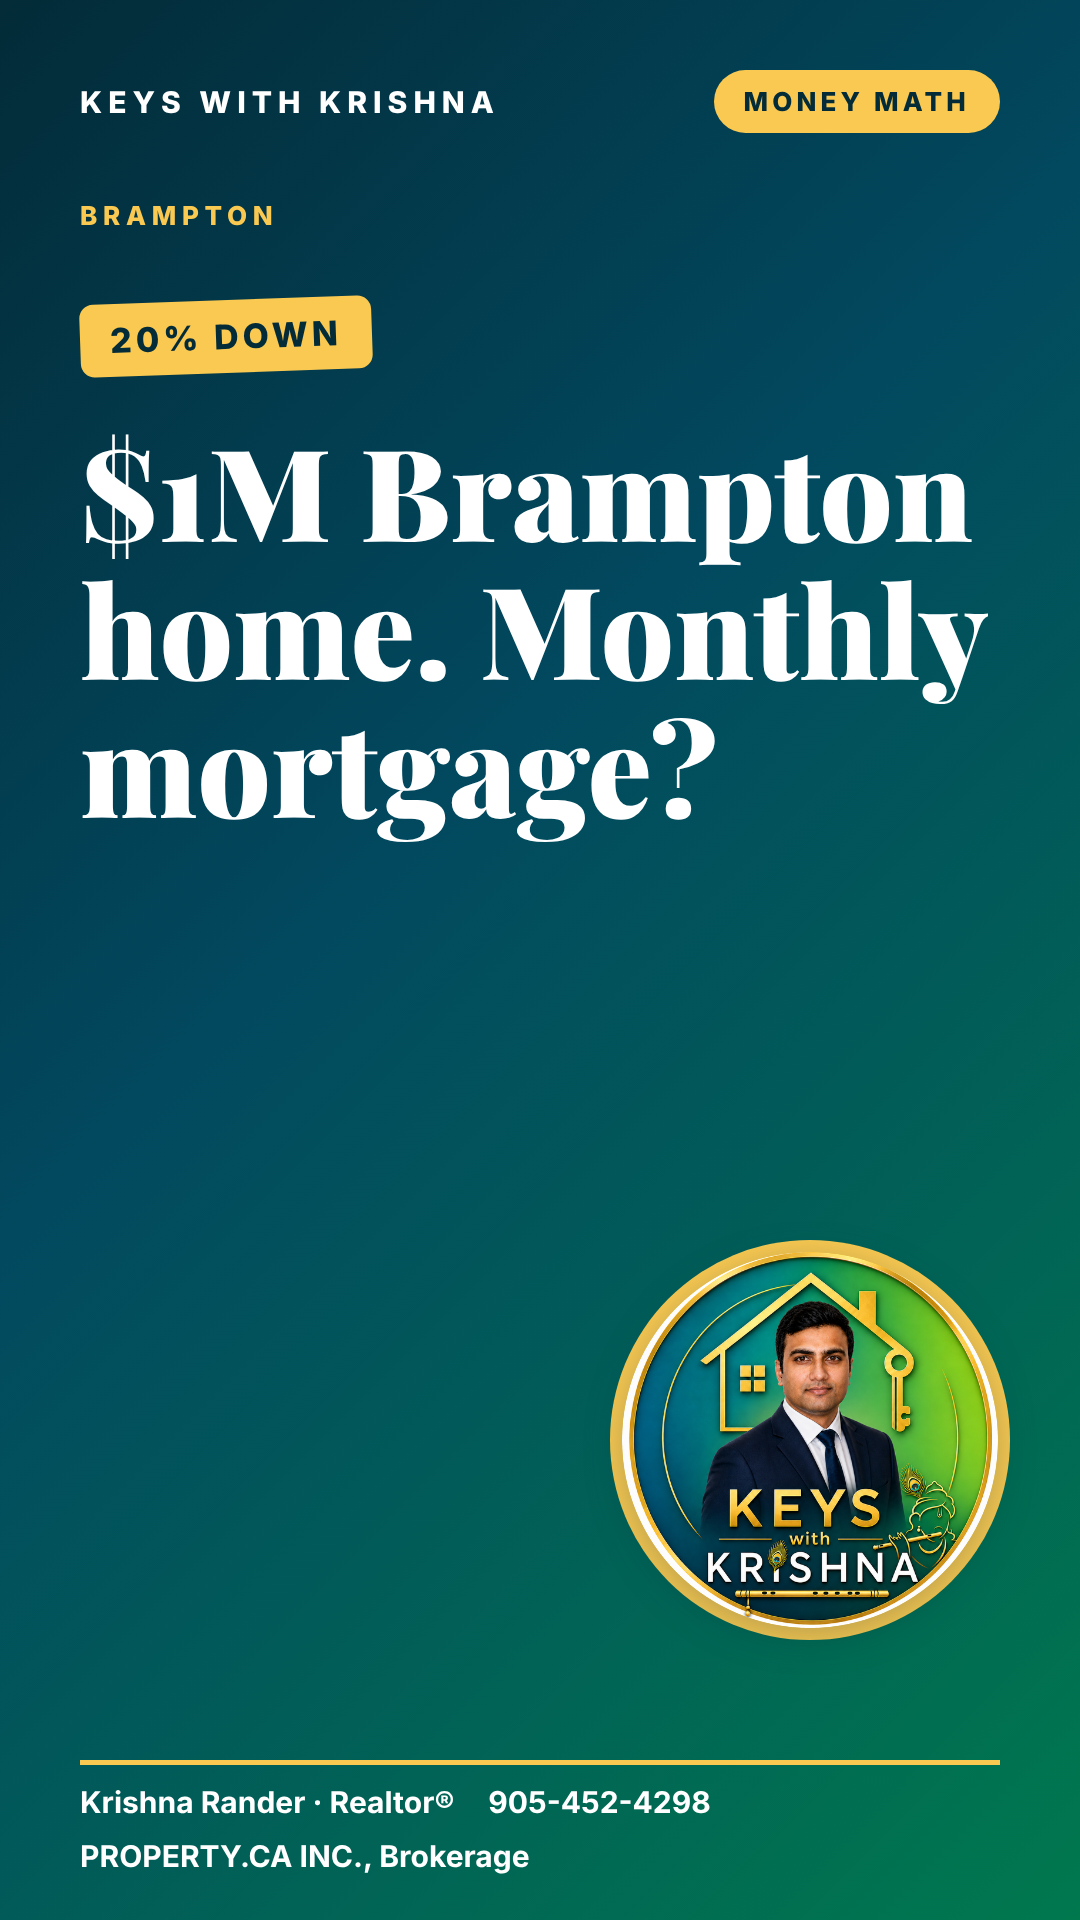 KEYS WITH KRISHNA
MONEY MATH
BRAMPTON
20% DOWN
$1M Brampton
home. Monthly
mortgage?
KEYS
with
KRISHNA
Krishna Rander · Realtor® 905-452-4298
PROPERTY.CA INC., Brokerage